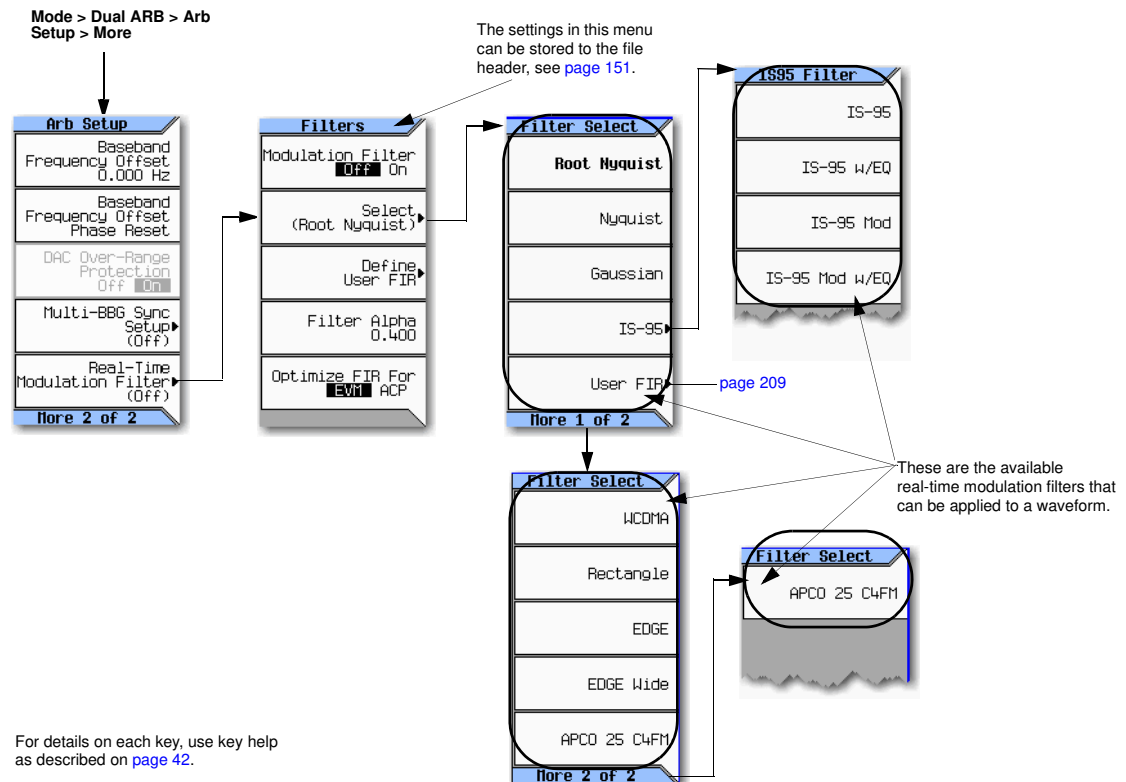 Mode > Dual ARB > Arb
Setup > More
The settings in this menu
can be stored to the file
header, see page 151.
Arb Setup
Baseband
Frequency Offset
0.000 Hz
Baseband
Frequency Offset
Phase Reset
DAC Over-Range
Protection
Off On
Multi-BBG Sync
Setup
(Off)
Real-Time
Modulation Filter
(Off)
More 2 of 2
Filters
Modulation Filter
Off On
Select
(Root Nyquist)
Define
User FIR
Filter Alpha
0.400
Optimize FIR For
EVM ACP
Filter Select
Root Nyquist
Nyquist
Gaussian
IS-95
User FIR
More 1 of 2
page 209
IS95 Filter
IS-95
IS-95 w/EQ
IS-95 Mod
IS-95 Mod w/EQ
These are the available
real-time modulation filters that
can be applied to a waveform.
Filter Select
WCDMA
Rectangle
EDGE
EDGE Wide
APCO 25 C4FM
More 2 of 2
Filter Select
APCO 25 C4FM
For details on each key, use key help
as described on page 42.